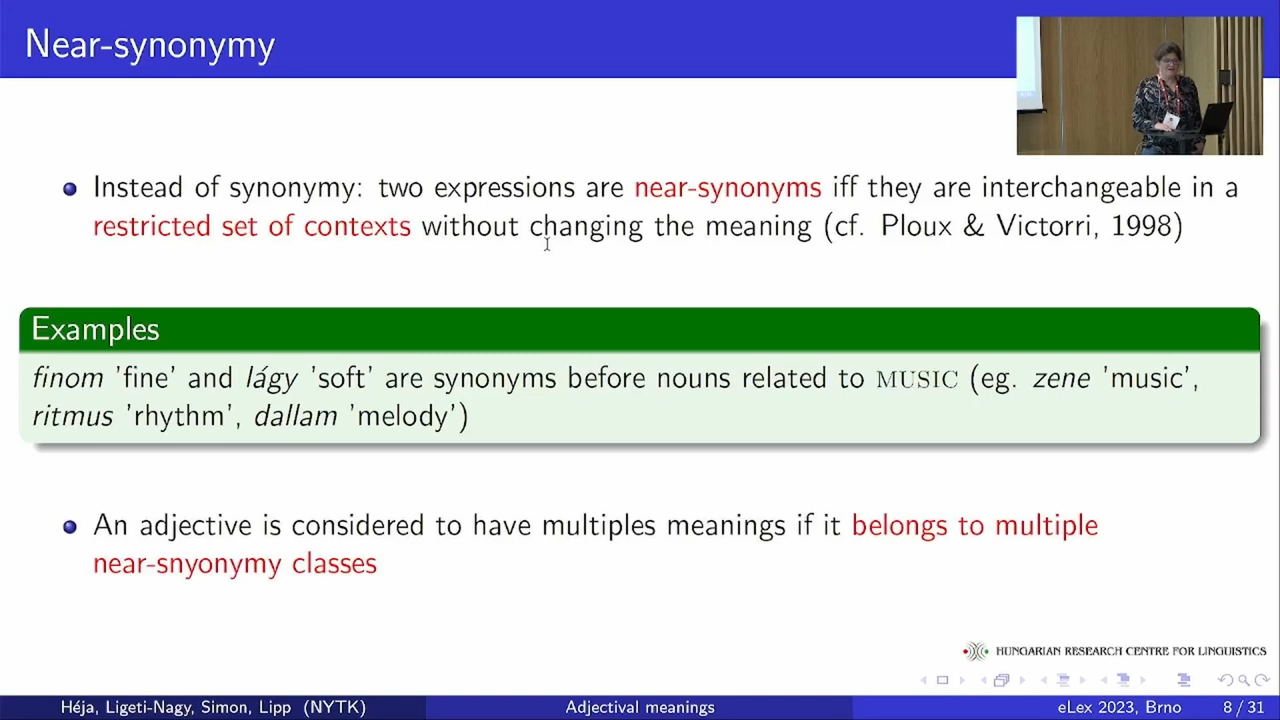 Near-synonymy
Instead of synonymy: two expressions are near-synonyms iff they are interchangeable in a
restricted set of contexts without changing the meaning (cf. Ploux & Victorri, 1998)
Examples
finom 'fine' and lágy 'soft' are synonyms before nouns related to MUSIC (eg. zene 'music',
ritmus 'rhythm', dallam 'melody')
An adjective is considered to have multiples meanings if it belongs to multiple
near-snyonymy classes
HUNGARIAN RESEARCH CENTRE FOR LINGUISTICS
Héja, Ligeti-Nagy, Simon, Lipp (NYTK) Adjectival meanings eLex 2023, Brno 8 / 31